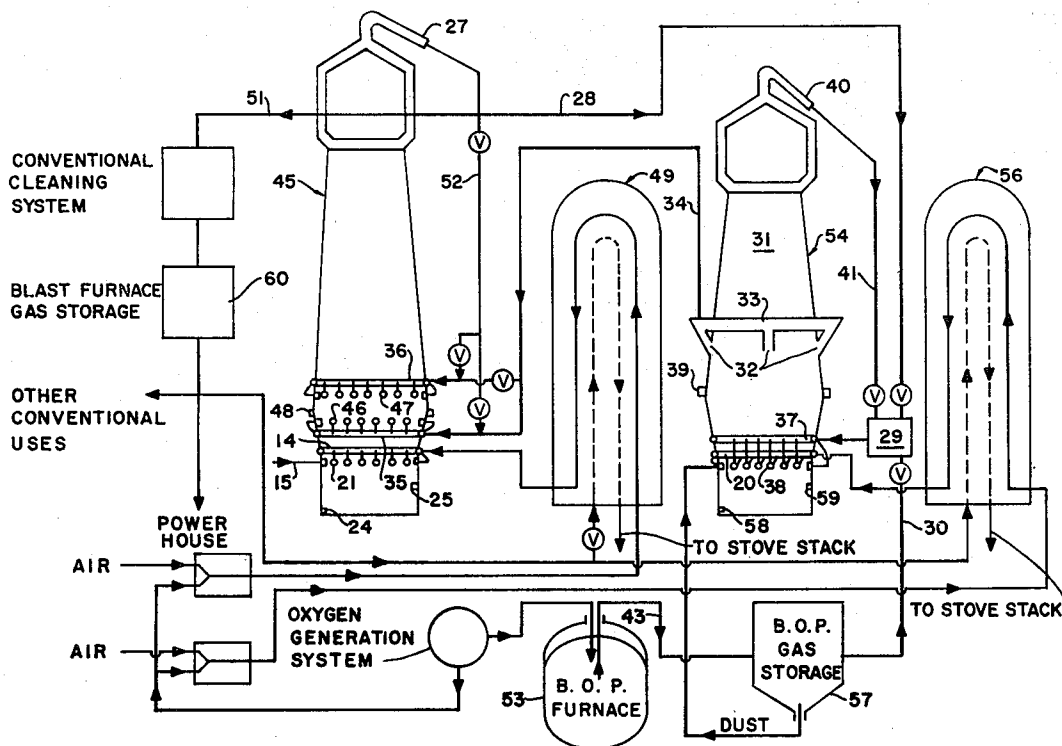 27
40
51
28
CONVENTIONAL
CLEANING
SYSTEM
45
V
52
34
49
56
31
54
41
BLAST FURNACE
GAS STORAGE
60
33
36
V
V
32
39
V
V
OTHER
CONVENTIONAL
USES
48
46
47
V
37
29
14
15
21
35
25
20
38
59
V
24
58
30
POWER
HOUSE
V
TO STOVE STACK
AIR
TO STOVE STACK
OXYGEN
GENERATION
SYSTEM
43
B.O.P.
GAS
STORAGE
AIR
53
B.O.P.
FURNACE
57
DUST